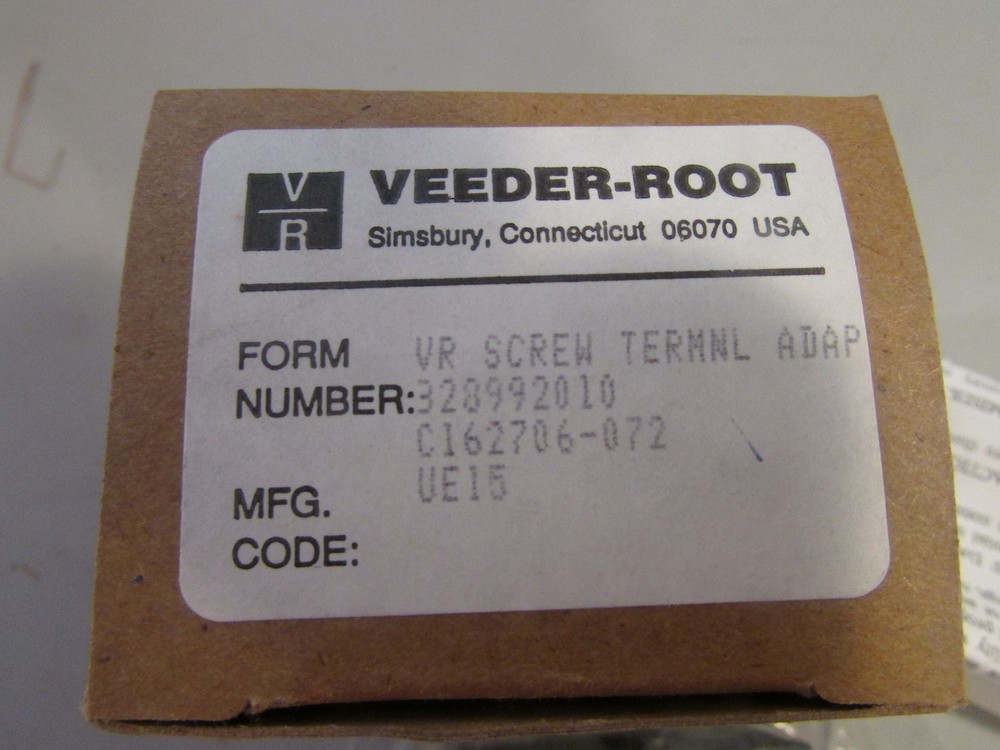 V
R
VEEDER-ROOT
Simsbury, Connecticut 06070 USA
FORM VR SCREW TERMNL ADAP
NUMBER:328992010
C162706-072
UE15
MFG.
CODE: